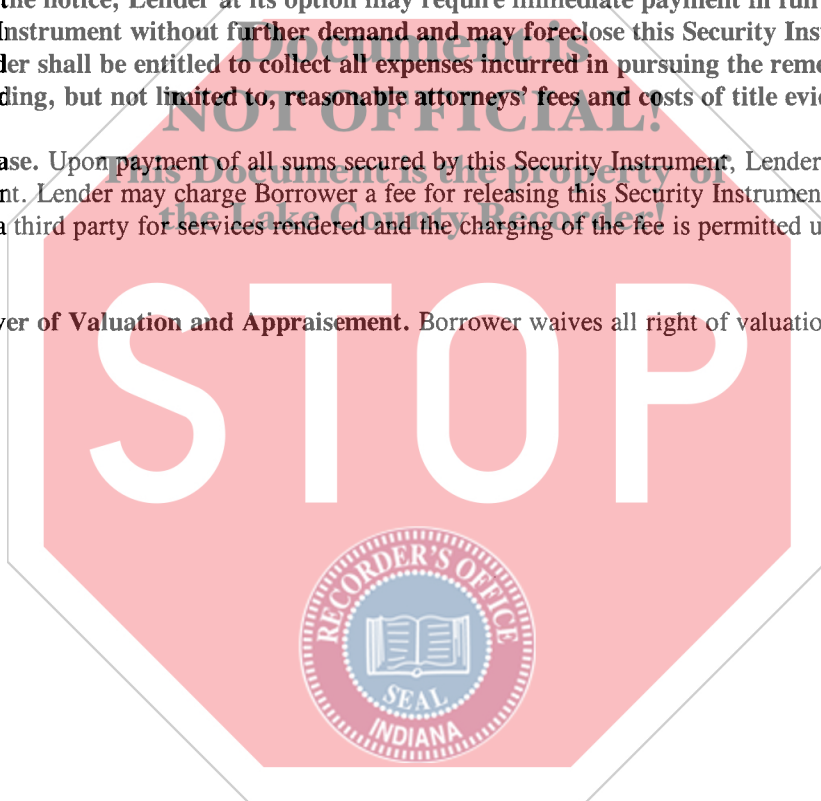 the notice, Lender at its option may require immediate payment in full
Instrument without further demand and may foreclose this Security Ins
der shall be entitled to collect all expenses incurred in pursuing the reme
ding, but not limited to, reasonable attorneys' fees and costs of title evi
Document is
NOT OFFICIAL!
This Document is the property of
the Lake County Recorder!
ase. Upon payment of all sums secured by this Security Instrument, Lender
nt. Lender may charge Borrower a fee for releasing this Security Instrumen
a third party for services rendered and the charging of the fee is permitted u
ver of Valuation and Appraisement. Borrower waives all right of valuatio
STOP
RECORDER'S OFFICE
SEAL
INDIANA